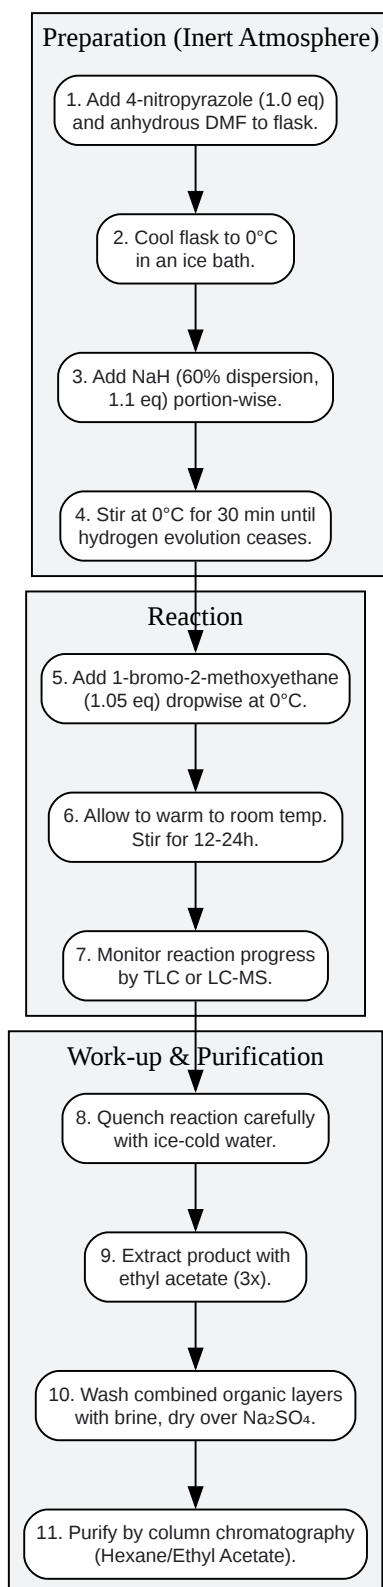 Preparation (Inert Atmosphere)
1. Add 4-nitropyrazole (1.0 eq)
and anhydrous DMF to flask.
2. Cool flask to 0°C
in an ice bath.
3. Add NaH (60% dispersion,
1.1 eq) portion-wise.
4. Stir at 0°C for 30 min until
hydrogen evolution ceases.
Reaction
5. Add 1-bromo-2-methoxyethane
(1.05 eq) dropwise at 0°C.
6. Allow to warm to room temp.
Stir for 12-24h.
7. Monitor reaction progress
by TLC or LC-MS.
Work-up & Purification
8. Quench reaction carefully
with ice-cold water.
9. Extract product with
ethyl acetate (3x).
10. Wash combined organic layers
with brine, dry over Na₂SO₄.
11. Purify by column chromatography
(Hexane/Ethyl Acetate).